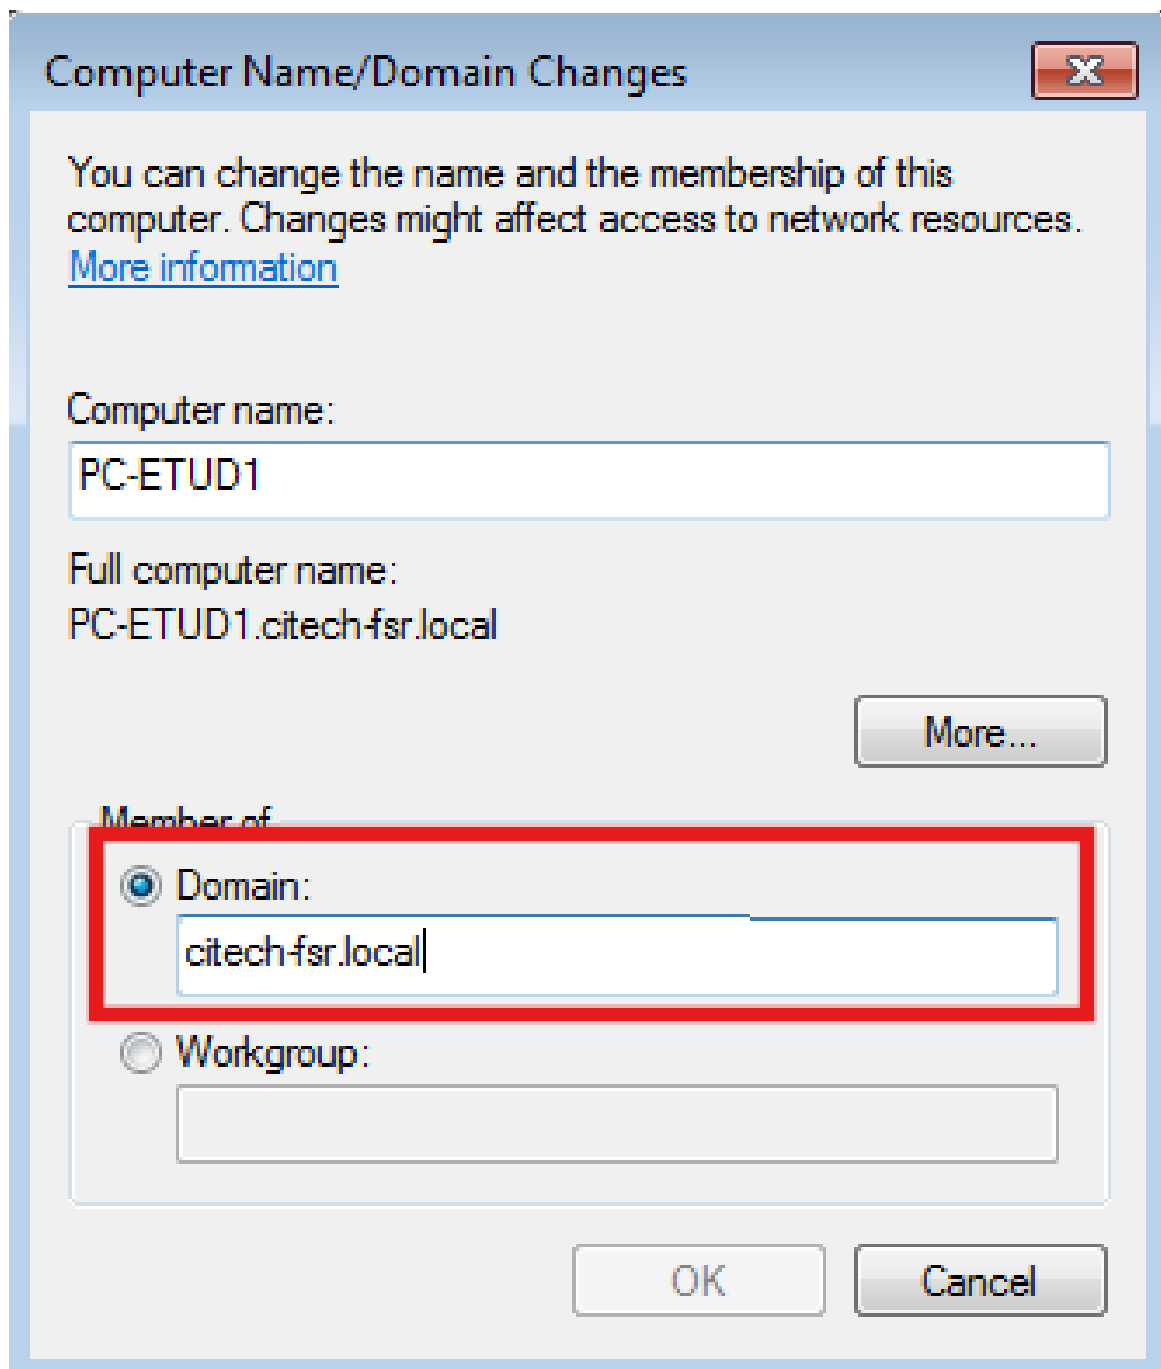 Computer Name/Domain Changes
You can change the name and the membership of this
computer. Changes might affect access to network resources.
More information
Computer name:
PC-ETUD1
Full computer name:
PC-ETUD1.citech-fsr.local
More...
Member of
Domain:
citech-fsr.local
Workgroup:
OK
Cancel